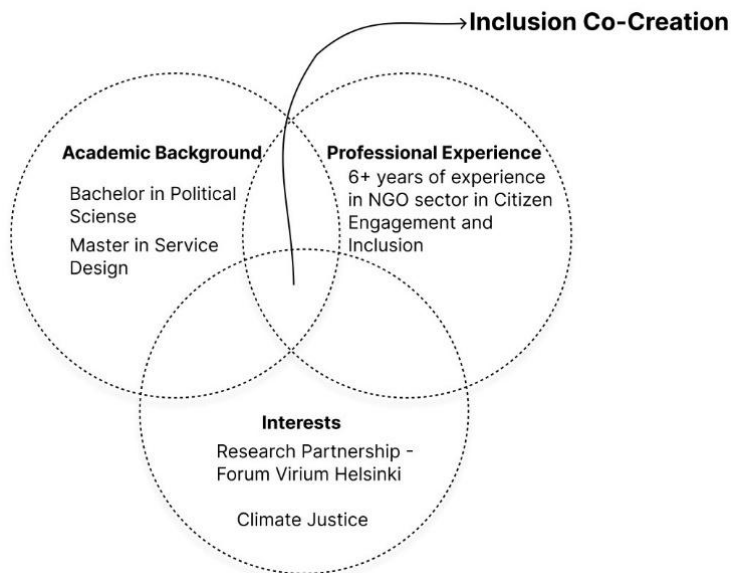 Inclusion Co-Creation
Academic Background
Bachelor in Political
Sciense
Master in Service
Design
Professional Experience
6+ years of experience
in NGO sector in Citizen
Engagement and
Inclusion
Interests
Research Partnership -
Forum Virium Helsinki
Climate Justice